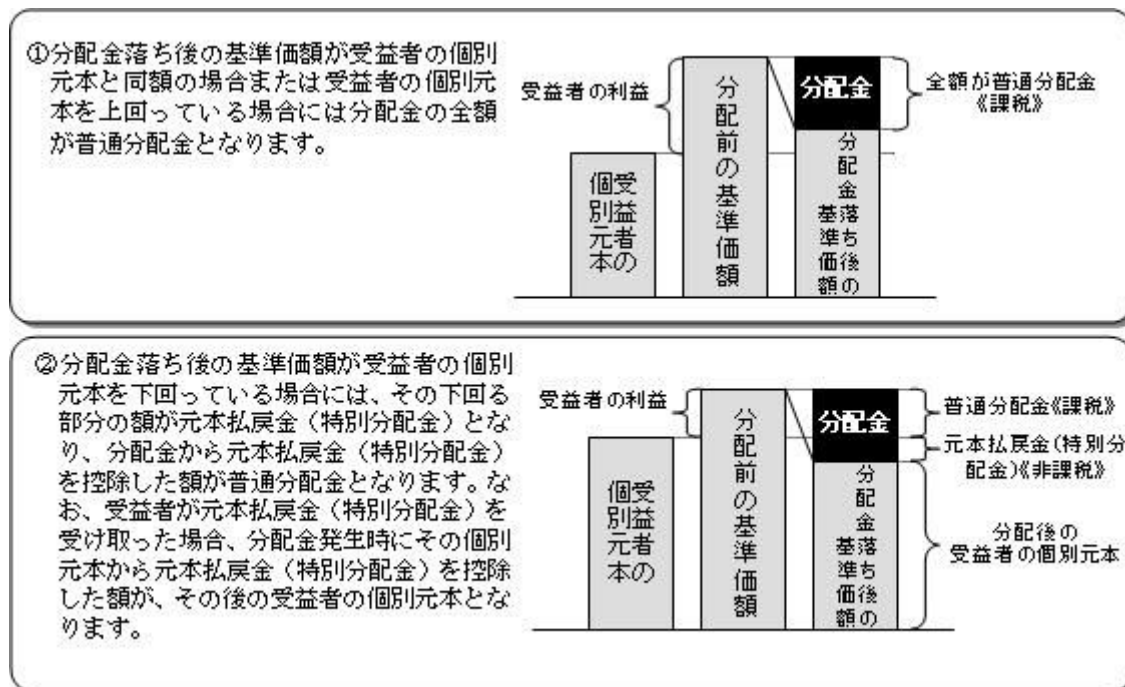 ①分配金落ち後の基準価額が受益者の個別
元本と同額の場合または受益者の個別元
本を上回っている場合には分配金の全額
が普通分配金となります。
受益者の利益
受益者の
個別元本
分配前の基準価額
分配金
分配金落ち後の
基準価額
全額が普通分配金
《課税》
②分配金落ち後の基準価額が受益者の個別
元本を下回っている場合には、その下回る
部分の額が元本払戻金（特別分配金）とな
り、分配金から元本払戻金（特別分配金）
を控除した額が普通分配金となります。な
お、受益者が元本払戻金（特別分配金）を
受け取った場合、分配金発生時にその個別
元本から元本払戻金（特別分配金）を控除
した額が、その後の受益者の個別元本とな
ります。
受益者の利益
受益者の
個別元本
分配前の基準価額
分配金
分配金落ち後の
基準価額
普通分配金《課税》
元本払戻金(特別分
配金)《非課税》
分配後の
受益者の個別元本